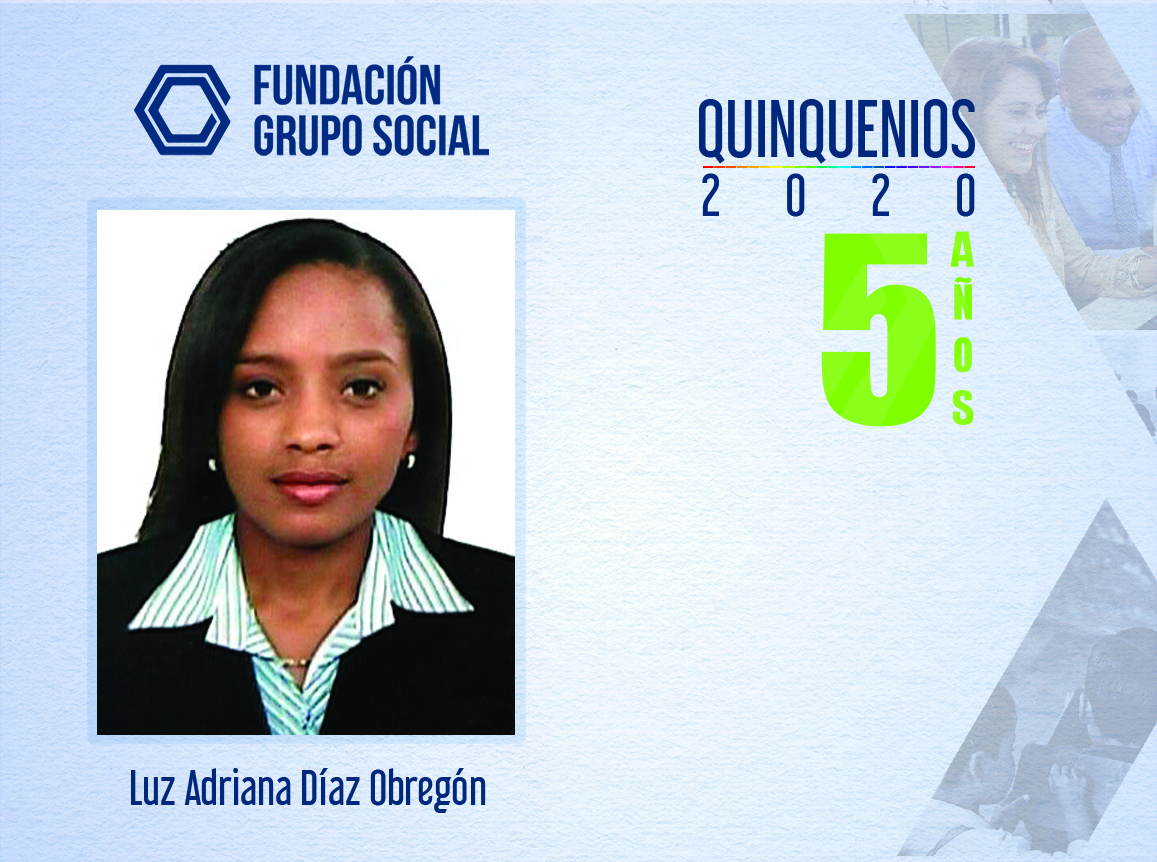 FUNDACIÓN
GRUPO SOCIAL
QUINQUENIOS
2020
5 AÑOS
Luz Adriana Díaz Obregón